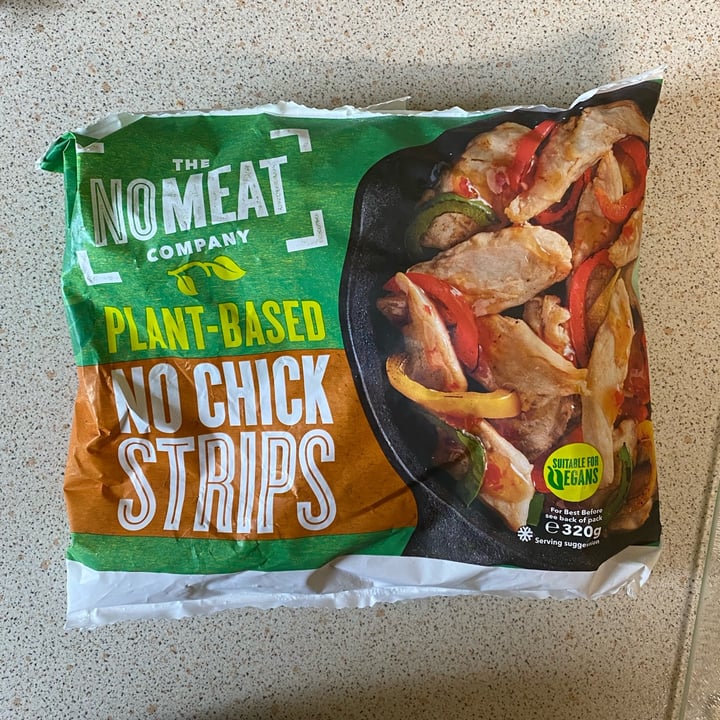 THE
NOMEAT
COMPANY
PLANT-BASED
NO CHICK
STRIPS
SUITABLE FOR
VEGANS
For Best Before
see back of pack
℮320g
Serving suggestion